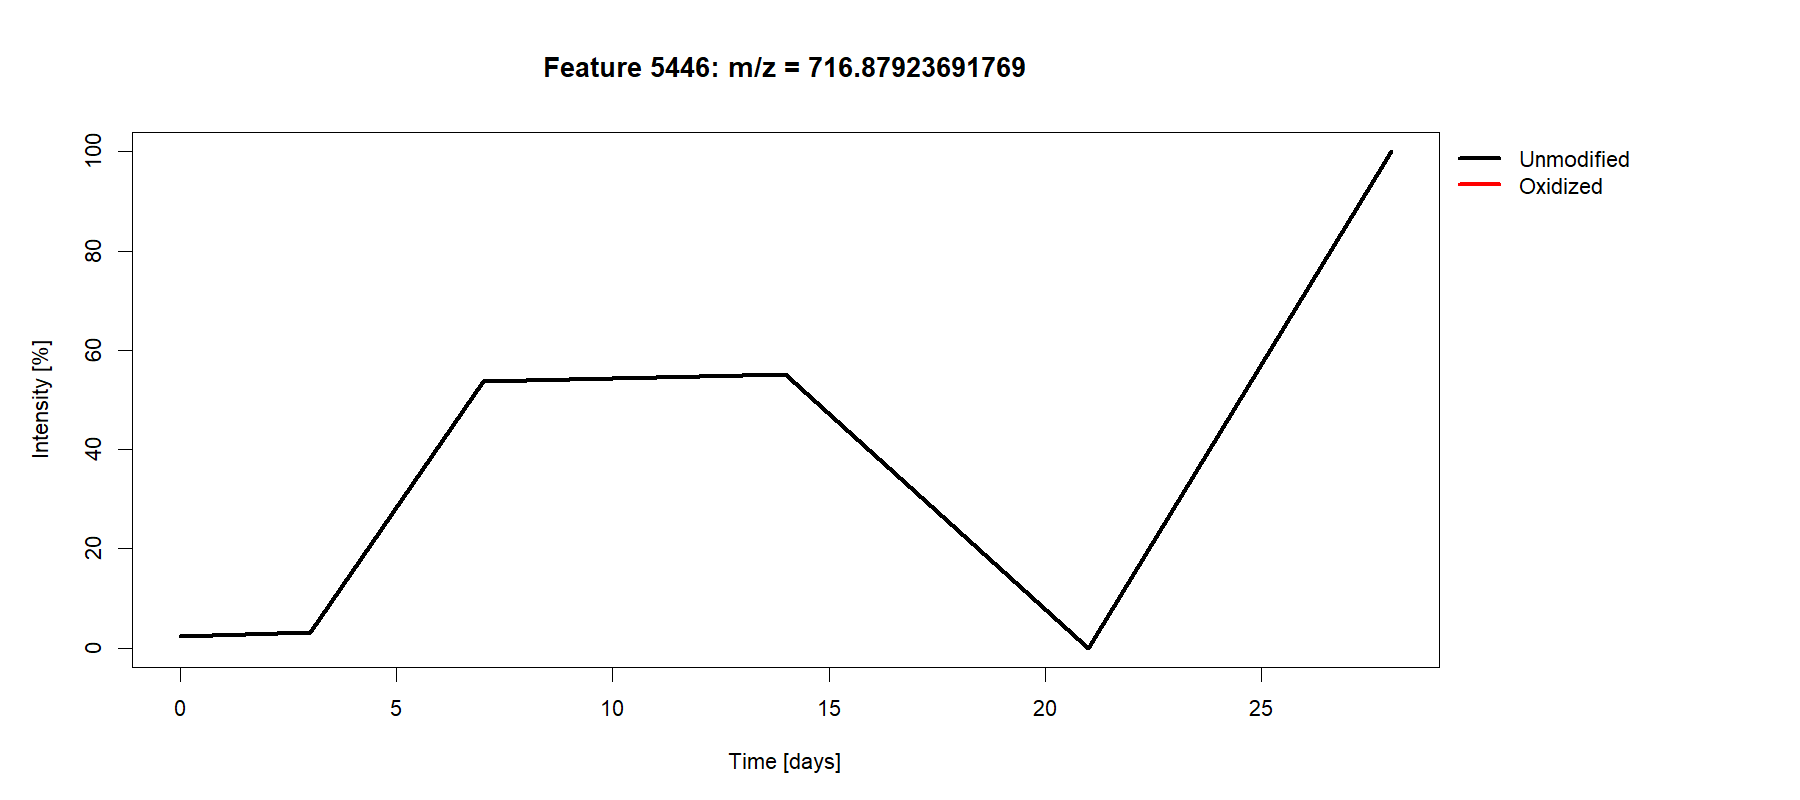 Feature 5446: m/z = 716.87923691769
Unmodified
Oxidized
Intensity [%]
100
80
60
40
20
0
0 5 10 15 20 25
Time [days]